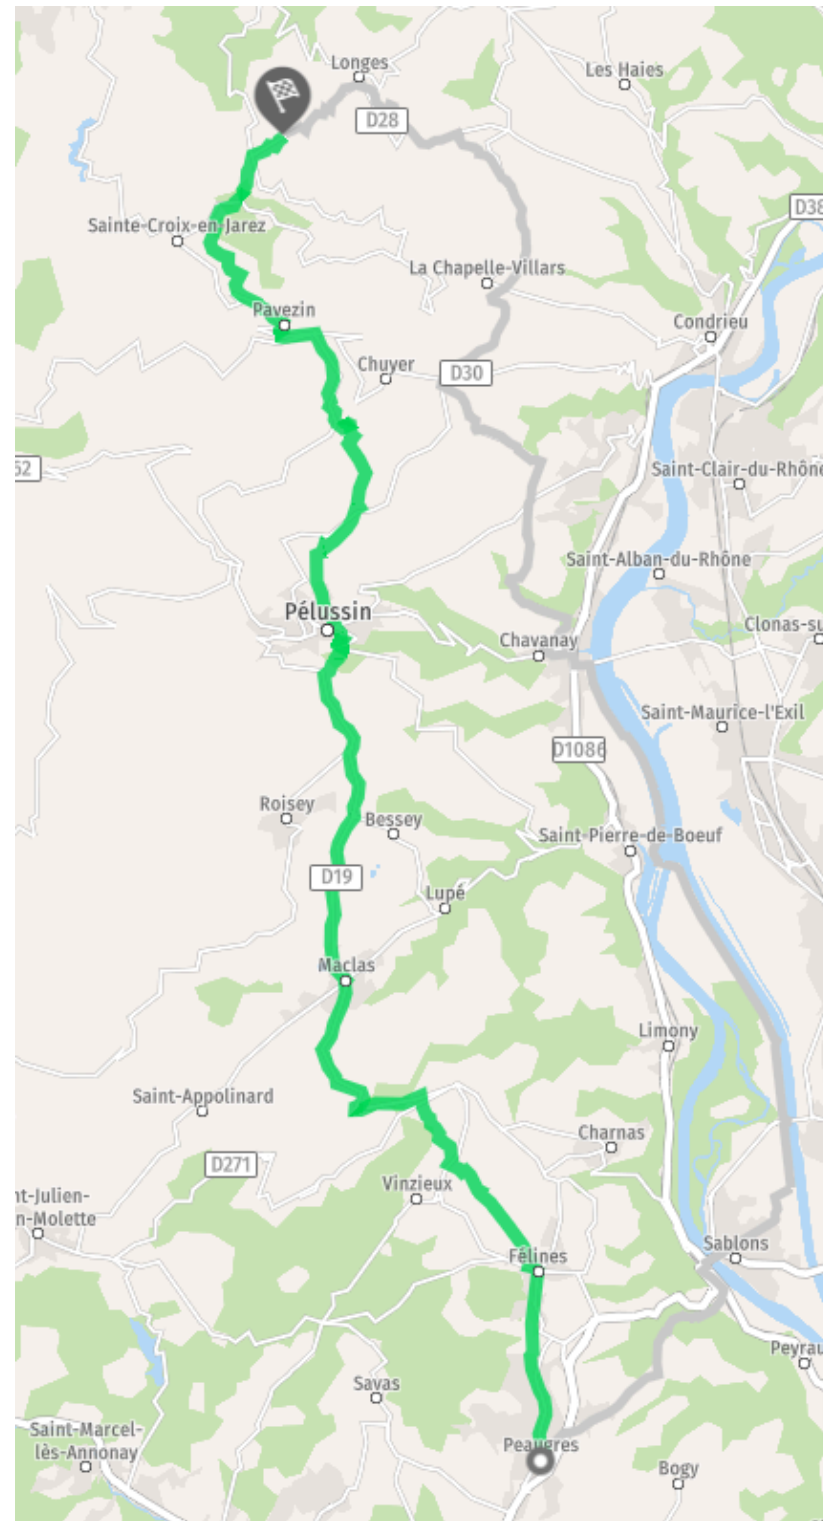 Longes
Les Haies
D28
D38
Sainte-Croix-en-Jarez
La Chapelle-Villars
Pavezin
Condrieu
Chuyer
D30
62
Saint-Clair-du-Rhône
Saint-Alban-du-Rhône
Pélussin
Clonas-su
Chavanay
Saint-Maurice-l'Exil
D1086
Roisey
Bessey
Saint-Pierre-de-Boeuf
D19
Lupé
Maclas
Limony
Saint-Appolinard
Charnas
D271
Vinzieux
nt-Julien-
n-Molette
Sablons
Félines
Peyrau
Savas
Saint-Marcel-
lès-Annonay
Peaugres
Bogy